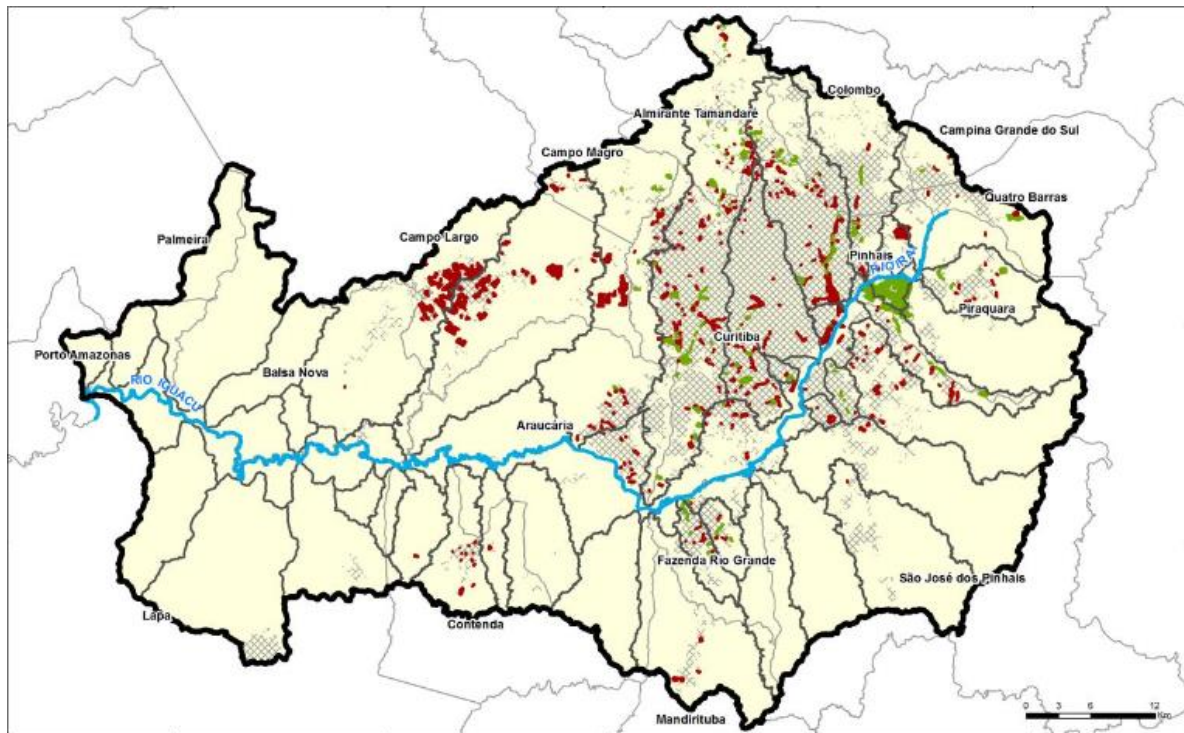 Colombo
Almirante Tamandaré
Campina Grande do Sul
Campo Magro
Quatro Barras
Palmeira
Campo Largo
Pinhais
RIO IRAÍ
Piraquara
Curitiba
Porto Amazonas
Balsa Nova
RIO IGUAÇU
Araucária
Fazenda Rio Grande
São José dos Pinhais
Lapa
Contenda
Mandirituba
0 3 6 12
Km